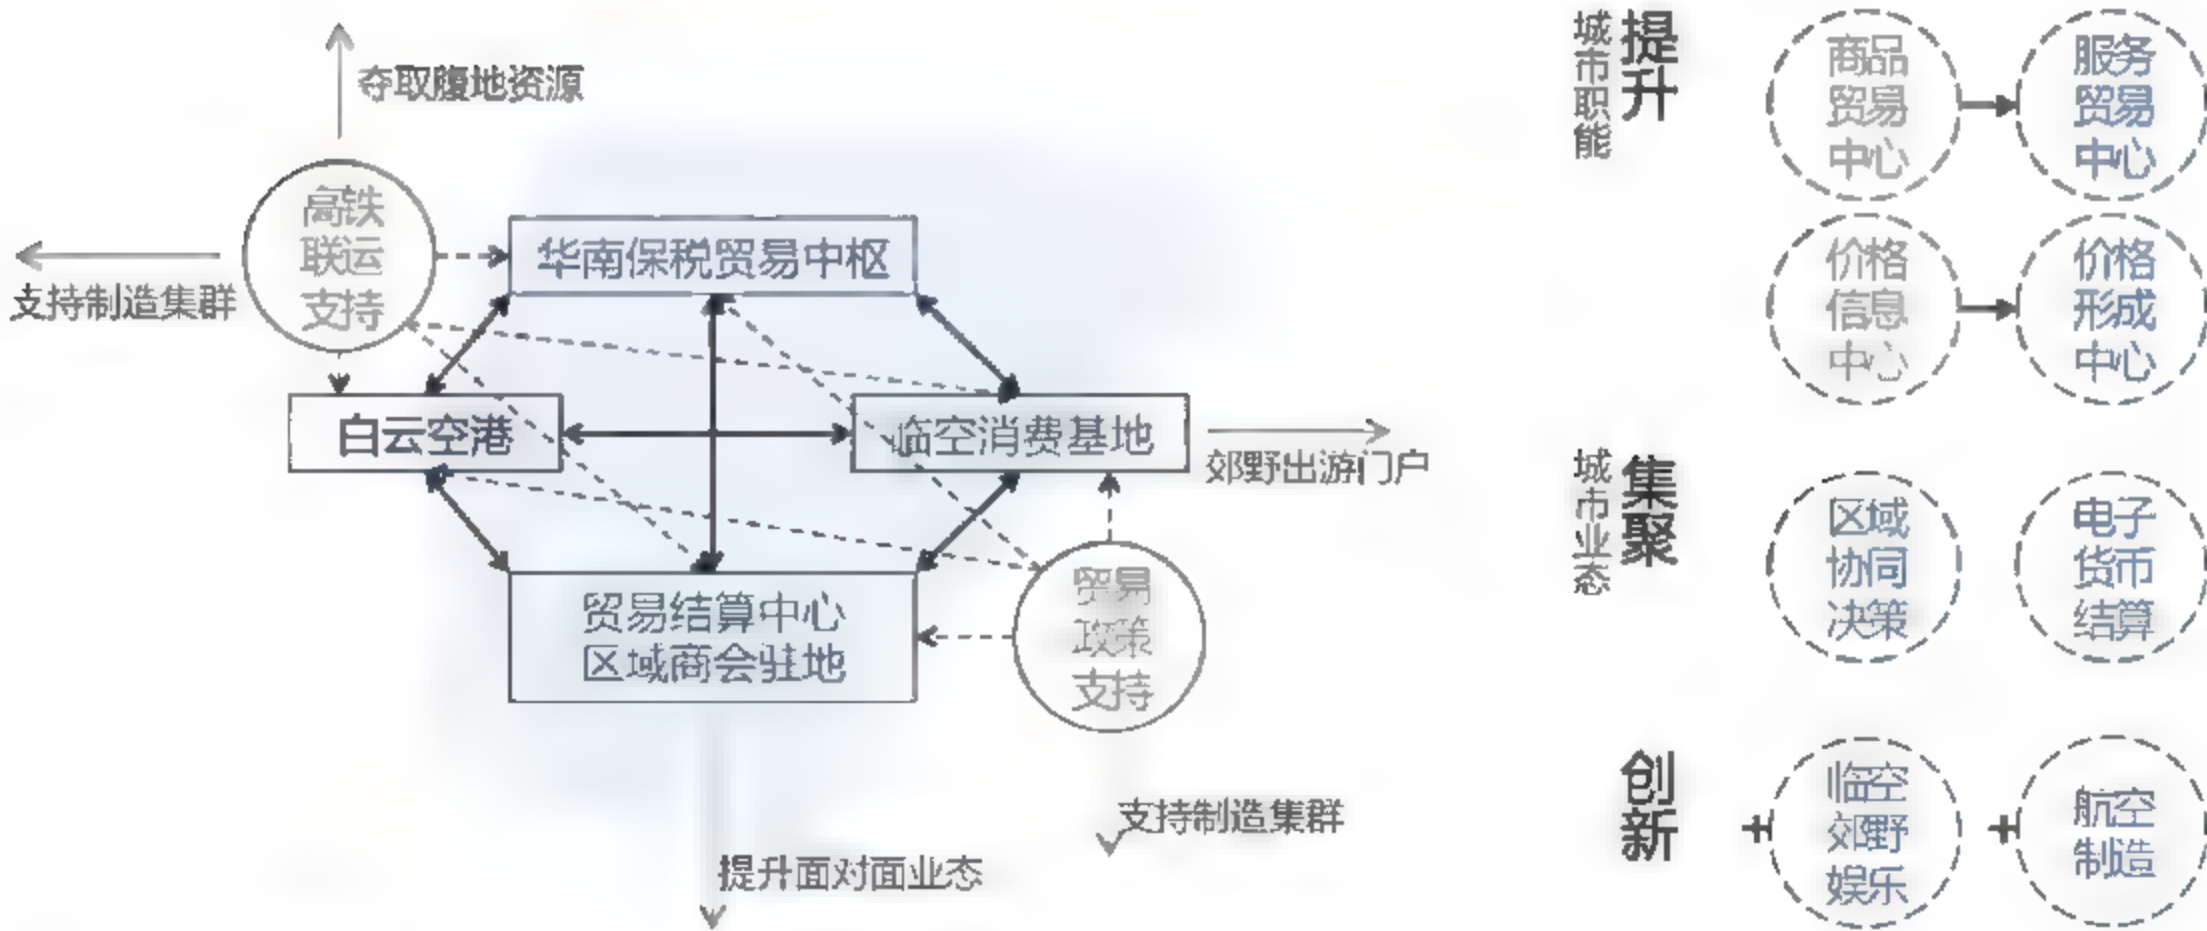 夺取腹地资源
高铁
联运
支持
支持制造集群
华南保税贸易中枢
白云空港
临空消费基地
郊野出游门户
贸易结算中心
区域商会驻地
贸易
政策
支持
支持制造集群
提升面对面业态
城市职能
提升
商品
贸易
中心
服务
贸易
中心
价格
信息
中心
价格
形成
中心
城市业态
集聚
区域
协同
决策
电子
货币
结算
创新
+
临空
郊野
娱乐
+
航空
制造